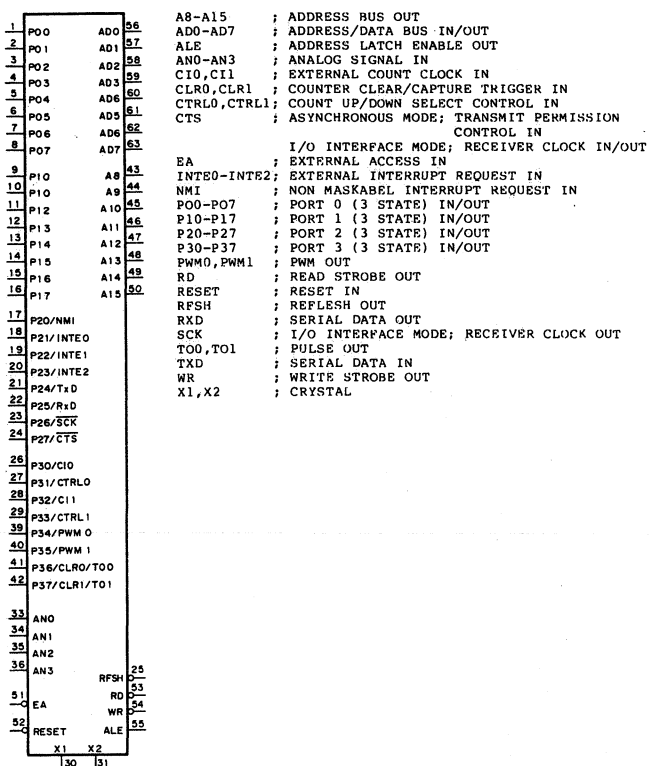 1 P00 AD0 56
2 P01 AD1 57
3 P02 AD2 58
4 P03 AD3 59
5 P04 AD6 60
6 P05 AD5 61
7 P06 AD6 62
8 P07 AD7 63
9 P10 A8 43
10 P10 A9 44
11 P12 A10 45
12 P13 A11 46
13 P14 A12 47
14 P15 A13 48
15 P16 A14 49
16 P17 A15 50
17 P20/NMI
18 P21/INTE0
19 P22/INTE1
20 P23/INTE2
21 P24/TxD
22 P25/RxD
23 P26/SCK
24 P27/CTS
26 P30/CI0
27 P31/CTRL0
28 P32/CI1
29 P33/CTRL1
39 P34/PWM 0
40 P35/PWM 1
41 P36/CLR0/TO0
42 P37/CLR1/TO1
33 AN0
34 AN1
35 AN2
36 AN3
RFSH 25
RD 53
51 EA
WR 54
52 RESET ALE 55
X1 X2
30 31
A8-A15 ; ADDRESS BUS OUT
AD0-AD7 ; ADDRESS/DATA BUS IN/OUT
ALE ; ADDRESS LATCH ENABLE OUT
AN0-AN3 ; ANALOG SIGNAL IN
CI0,CI1 ; EXTERNAL COUNT CLOCK IN
CLR0,CLR1 ; COUNTER CLEAR/CAPTURE TRIGGER IN
CTRL0,CTRL1; COUNT UP/DOWN SELECT CONTROL IN
CTS ; ASYNCHRONOUS MODE; TRANSMIT PERMISSION
CONTROL IN
I/O INTERFACE MODE; RECEIVER CLOCK IN/OUT
EA ; EXTERNAL ACCESS IN
INTE0-INTE2; EXTERNAL INTERRUPT REQUEST IN
NMI ; NON MASKABEL INTERRUPT REQUEST IN
P00-P07 ; PORT 0 (3 STATE) IN/OUT
P10-P17 ; PORT 1 (3 STATE) IN/OUT
P20-P27 ; PORT 2 (3 STATE) IN/OUT
P30-P37 ; PORT 3 (3 STATE) IN/OUT
PWM0,PWM1 ; PWM OUT
RD ; READ STROBE OUT
RESET ; RESET IN
RFSH ; REFLESH OUT
RXD ; SERIAL DATA OUT
SCK ; I/O INTERFACE MODE; RECEIVER CLOCK OUT
TO0,TO1 ; PULSE OUT
TXD ; SERIAL DATA IN
WR ; WRITE STROBE OUT
X1,X2 ; CRYSTAL